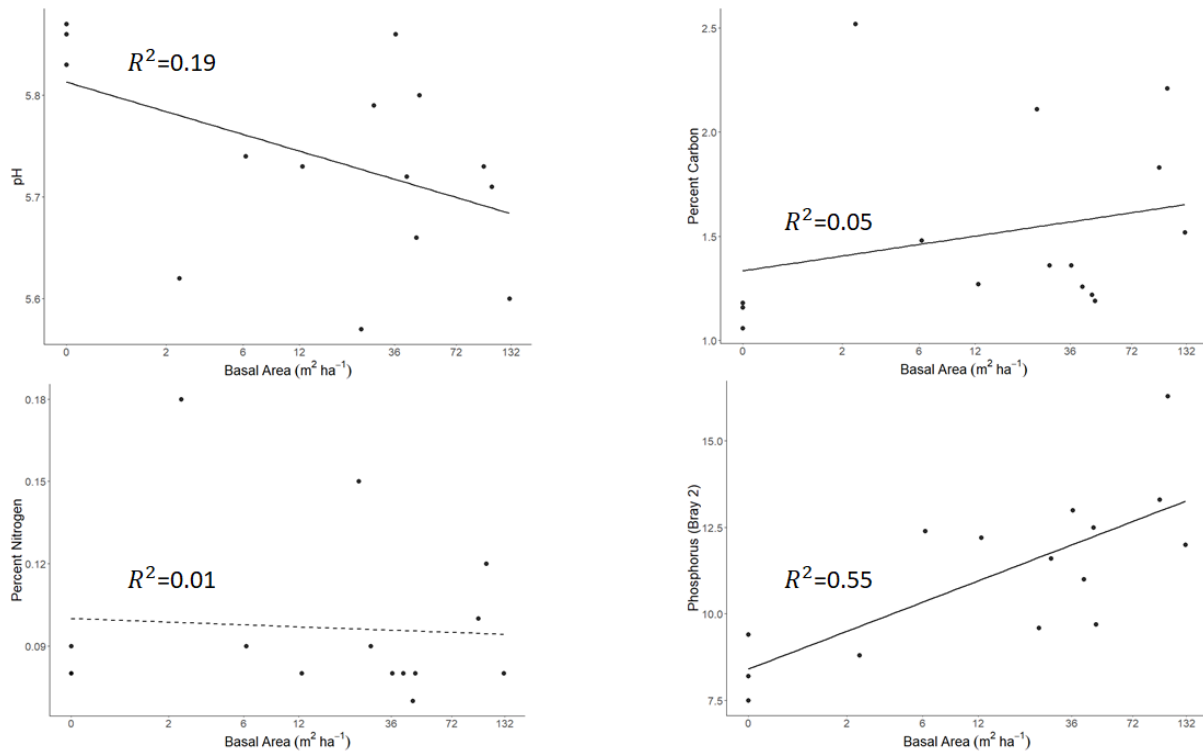 R²=0.19
pH
5.8
5.7
5.6
0 2 6 12 36 72 132
Basal Area (m² ha⁻¹)
R²=0.05
Percent Carbon
2.5
2.0
1.5
1.0
0 2 6 12 36 72 132
Basal Area (m² ha⁻¹)
R²=0.01
Percent Nitrogen
0.18
0.15
0.12
0.09
0 2 6 12 36 72 132
Basal Area (m² ha⁻¹)
R²=0.55
Phosphorus (Bray 2)
15.0
12.5
10.0
7.5
0 2 6 12 36 72 132
Basal Area (m² ha⁻¹)